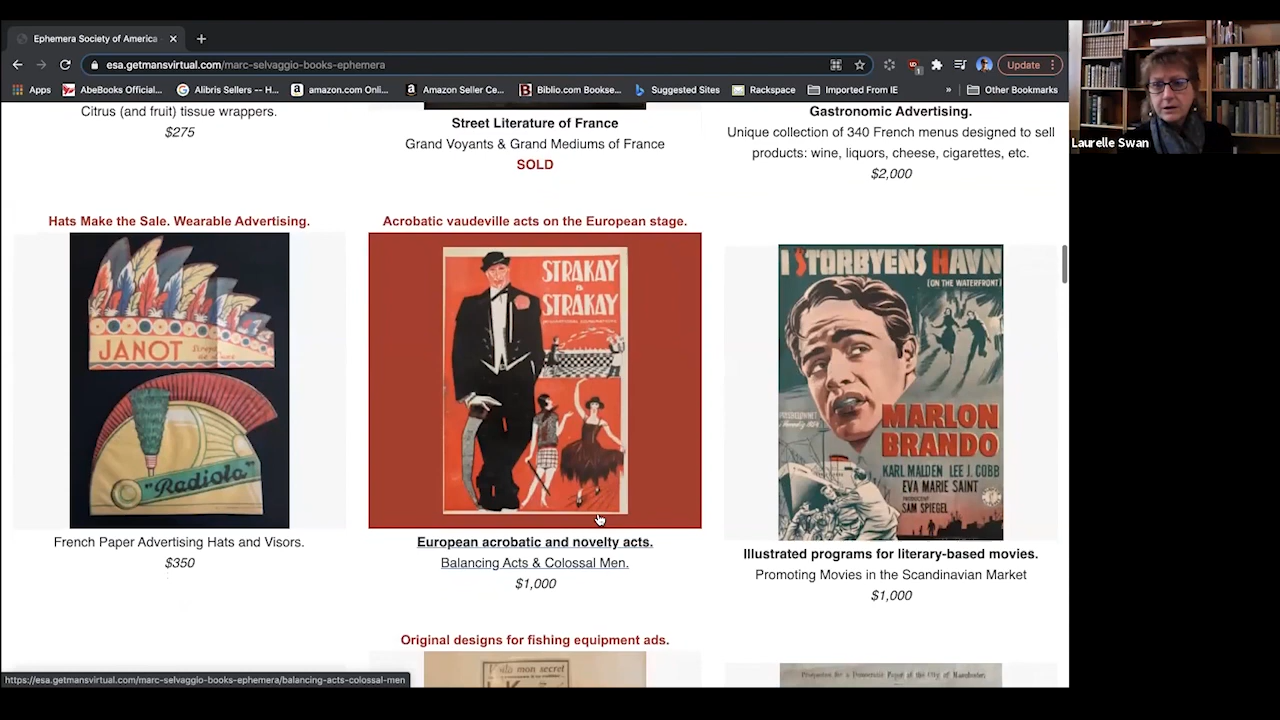 Ephemera Society of America
esa.getmansvirtual.com/marc-selvaggio-books-ephemera
Update
Apps
AbeBooks Official...
Alibris Sellers -- H...
amazon.com Onli...
Amazon Seller Ce...
Biblio.com Bookse...
Suggested Sites
Rackspace
Imported From IE
»
Other Bookmarks
Laurelle Swan
Citrus (and fruit) tissue wrappers.
$275
Street Literature of France
Grand Voyants & Grand Mediums of France
SOLD
Gastronomic Advertising.
Unique collection of 340 French menus designed to sell
products: wine, liquors, cheese, cigarettes, etc.
$2,000
Hats Make the Sale. Wearable Advertising.
JANOT
"Radiola"
French Paper Advertising Hats and Visors.
$350
Acrobatic vaudeville acts on the European stage.
STRAKAY
STRAKAY
European acrobatic and novelty acts.
Balancing Acts & Colossal Men.
$1,000
I STORBYENS HAVN
(ON THE WATERFRONT)
MARLON
BRANDO
KARL MALDEN LEE J. COBB
EVA MARIE SAINT
SAM SPIEGEL
Illustrated programs for literary-based movies.
Promoting Movies in the Scandinavian Market
$1,000
Original designs for fishing equipment ads.
Voilà mon secret
https://esa.getmansvirtual.com/marc-selvaggio-books-ephemera/balancing-acts-colossal-men